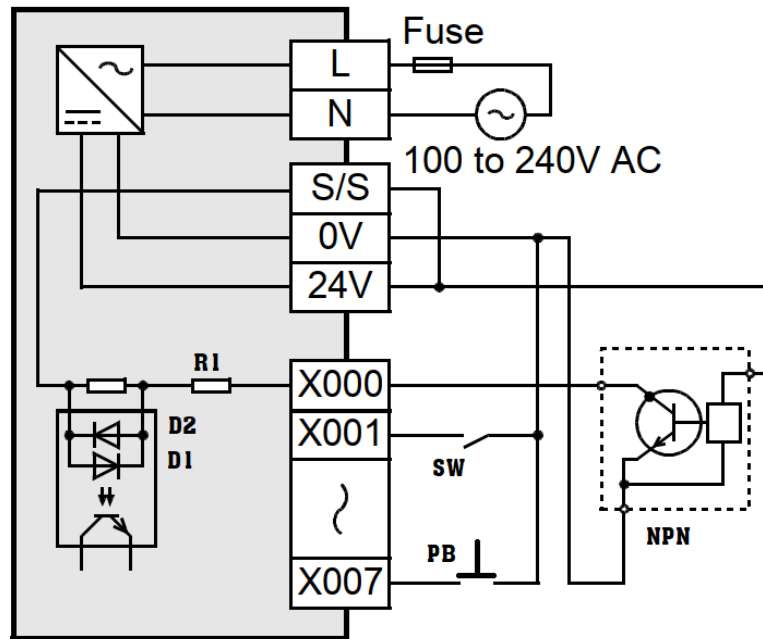 Fuse
L
N
100 to 240V AC
S/S
0V
24V
R1
X000
D2
X001
D1
SW
NPN
PB
X007